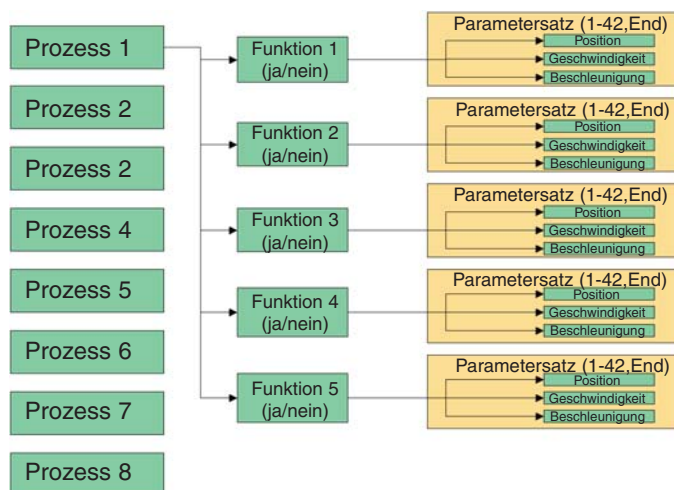 Prozess 1
Prozess 2
Prozess 2
Prozess 4
Prozess 5
Prozess 6
Prozess 7
Prozess 8
Funktion 1
(ja/nein)
Funktion 2
(ja/nein)
Funktion 3
(ja/nein)
Funktion 4
(ja/nein)
Funktion 5
(ja/nein)
Parametersatz (1-42,End)
Position
Geschwindigkeit
Beschleunigung
Parametersatz (1-42,End)
Position
Geschwindigkeit
Beschleunigung
Parametersatz (1-42,End)
Position
Geschwindigkeit
Beschleunigung
Parametersatz (1-42,End)
Position
Geschwindigkeit
Beschleunigung
Parametersatz (1-42,End)
Position
Geschwindigkeit
Beschleunigung